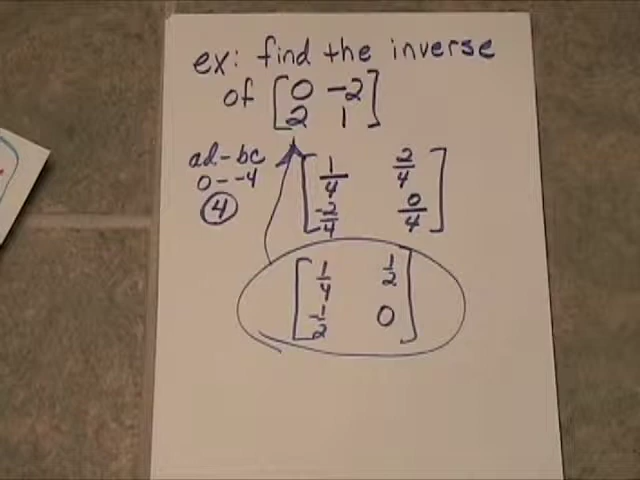 ex: find the inverse
of [0 -2
2 1]
ad-bc
0--4
4
[1/4 2/4
-2/4 0/4]
[1/4 1/2
-1/2 0]